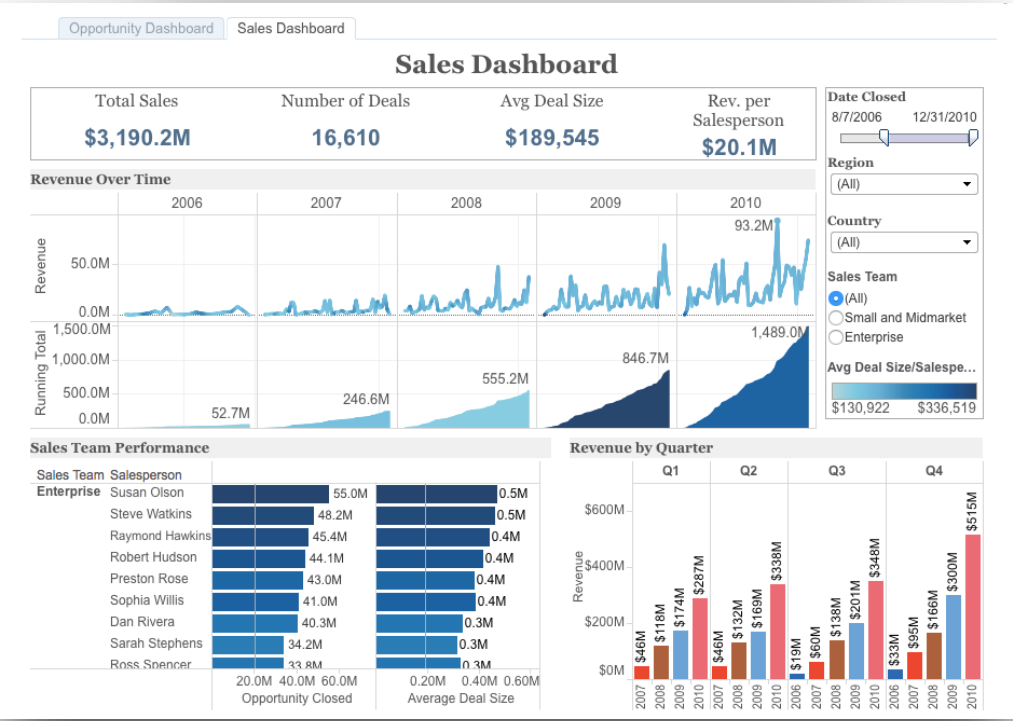 Opportunity Dashboard Sales Dashboard
Sales Dashboard
Total Sales
$3,190.2M
Number of Deals
16,610
Avg Deal Size
$189,545
Rev. per
Salesperson
$20.1M
Date Closed
8/7/2006 12/31/2010
Region
(All)
Country
(All)
Sales Team
(All)
Small and Midmarket
Enterprise
Avg Deal Size/Salespe...
$130,922 $336,519
Revenue Over Time
2006 2007 2008 2009 2010
Revenue
50.0M
0.0M
93.2M
Running Total
1,500.0M
1,000.0M
500.0M
0.0M
52.7M
246.6M
555.2M
846.7M
1,489.0M
Sales Team Performance
Sales Team Salesperson
Enterprise Susan Olson 55.0M 0.5M
Steve Watkins 48.2M 0.5M
Raymond Hawkins 45.4M 0.4M
Robert Hudson 44.1M 0.4M
Preston Rose 43.0M 0.4M
Sophia Willis 41.0M 0.4M
Dan Rivera 40.3M 0.3M
Sarah Stephens 34.2M 0.3M
Ross Spencer 33.8M 0.3M
20.0M 40.0M 60.0M 0.20M 0.40M 0.60M
Opportunity Closed Average Deal Size
Revenue by Quarter
Q1 Q2 Q3 Q4
Revenue
$600M
$400M
$200M
$0M
$46M $118M $174M $287M
$46M $132M $169M $338M
$19M $60M $138M $201M $348M
$33M $95M $166M $300M $515M
2007 2008 2009 2010 2007 2008 2009 2010 2006 2007 2008 2009 2010 2006 2007 2008 2009 2010